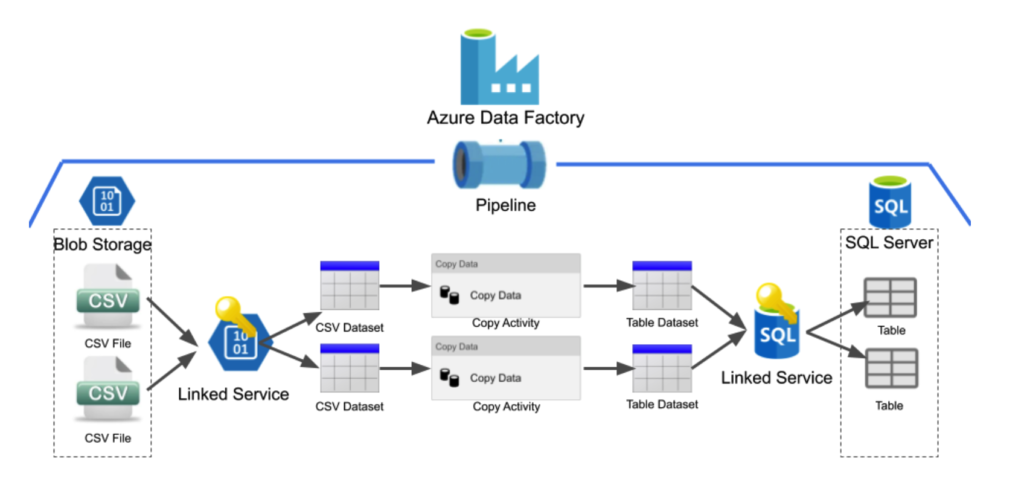 Azure Data Factory
Pipeline
10
01
Blob Storage
SQL
SQL Server
CSV
CSV File
CSV
CSV File
10
01
Linked Service
CSV Dataset
CSV Dataset
Copy Data
Copy Data
Copy Activity
Copy Data
Copy Data
Copy Activity
Table Dataset
Table Dataset
SQL
Linked Service
Table
Table